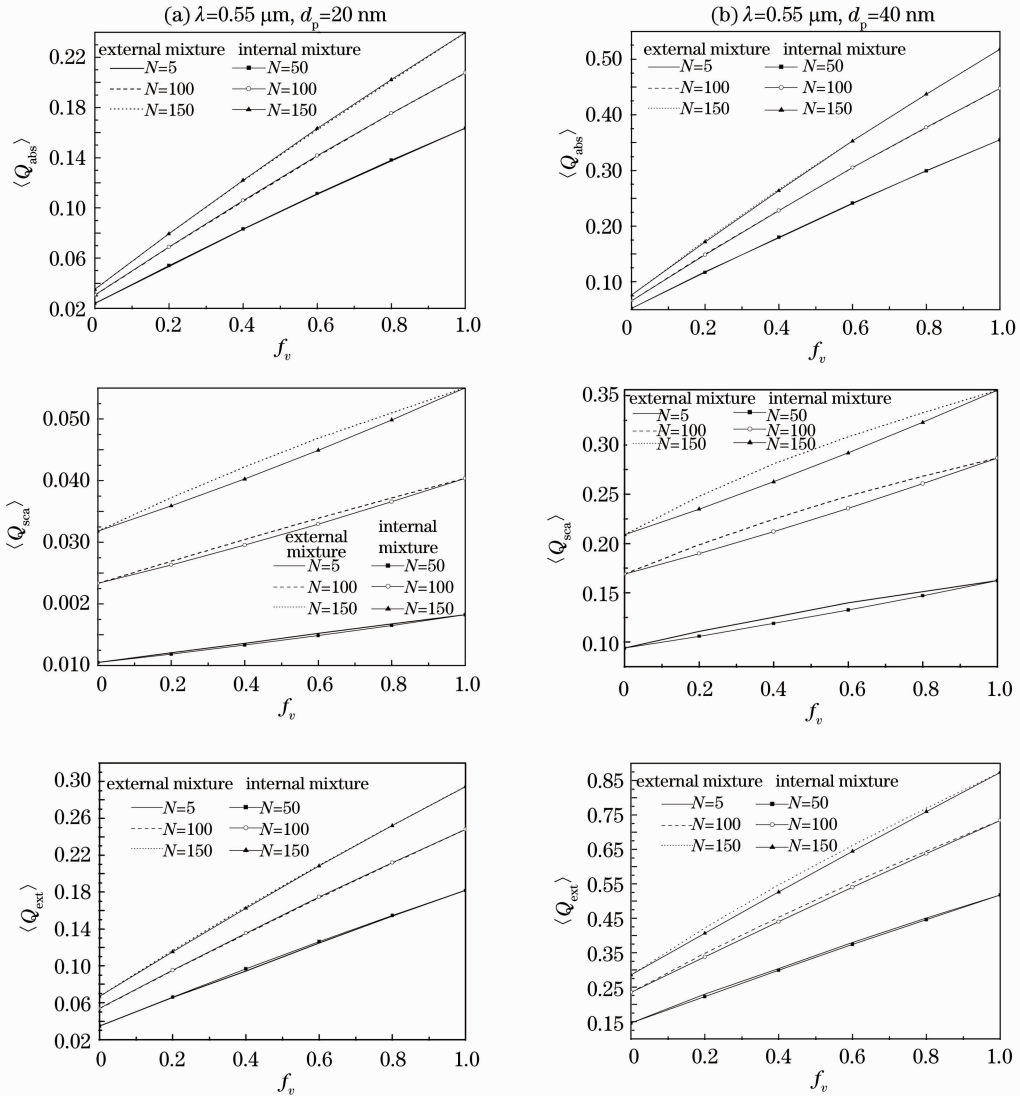 (a) λ=0.55 μm, dp=20 nm
external mixture internal mixture
N=5 N=50
N=100 N=100
N=150 N=150
0.22
0.18
0.14
0.10
0.06
0.02
⟨Qabs⟩
0 0.2 0.4 0.6 0.8 1.0
fv
(b) λ=0.55 μm, dp=40 nm
external mixture internal mixture
N=5 N=50
N=100 N=100
N=150 N=150
0.50
0.40
0.30
0.20
0.10
⟨Qabs⟩
0 0.2 0.4 0.6 0.8 1.0
fv
0.050
0.040
0.030
0.002
0.010
⟨Qsca⟩
external internal
mixture mixture
N=5 N=50
N=100 N=100
N=150 N=150
0 0.2 0.4 0.6 0.8 1.0
fv
external mixture internal mixture
N=5 N=50
N=100 N=100
N=150 N=150
0.35
0.30
0.25
0.20
0.15
0.10
⟨Qsca⟩
0 0.2 0.4 0.6 0.8 1.0
fv
external mixture internal mixture
N=5 N=50
N=100 N=100
N=150 N=150
0.30
0.26
0.22
0.18
0.14
0.10
0.06
0.02
⟨Qext⟩
0 0.2 0.4 0.6 0.8 1.0
fv
external mixture internal mixture
N=5 N=50
N=100 N=100
N=150 N=150
0.85
0.75
0.65
0.55
0.45
0.35
0.25
0.15
⟨Qext⟩
0 0.2 0.4 0.6 0.8 1.0
fv